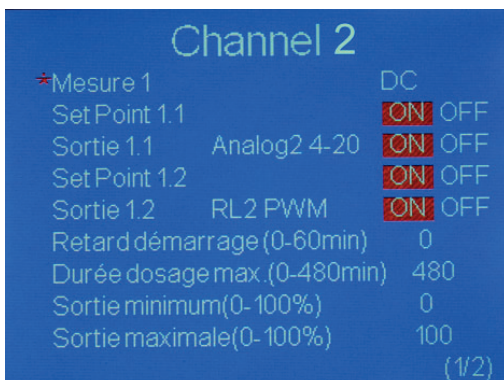 Channel 2
*Mesure 1 DC
Set Point 1.1 ON OFF
Sortie 1.1 Analog2 4-20 ON OFF
Set Point 1.2 ON OFF
Sortie 1.2 RL2 PWM ON OFF
Retard démarrage (0-60min) 0
Durée dosage max.(0-480min) 480
Sortie minimum(0-100%) 0
Sortie maximale(0-100%) 100
(1/2)